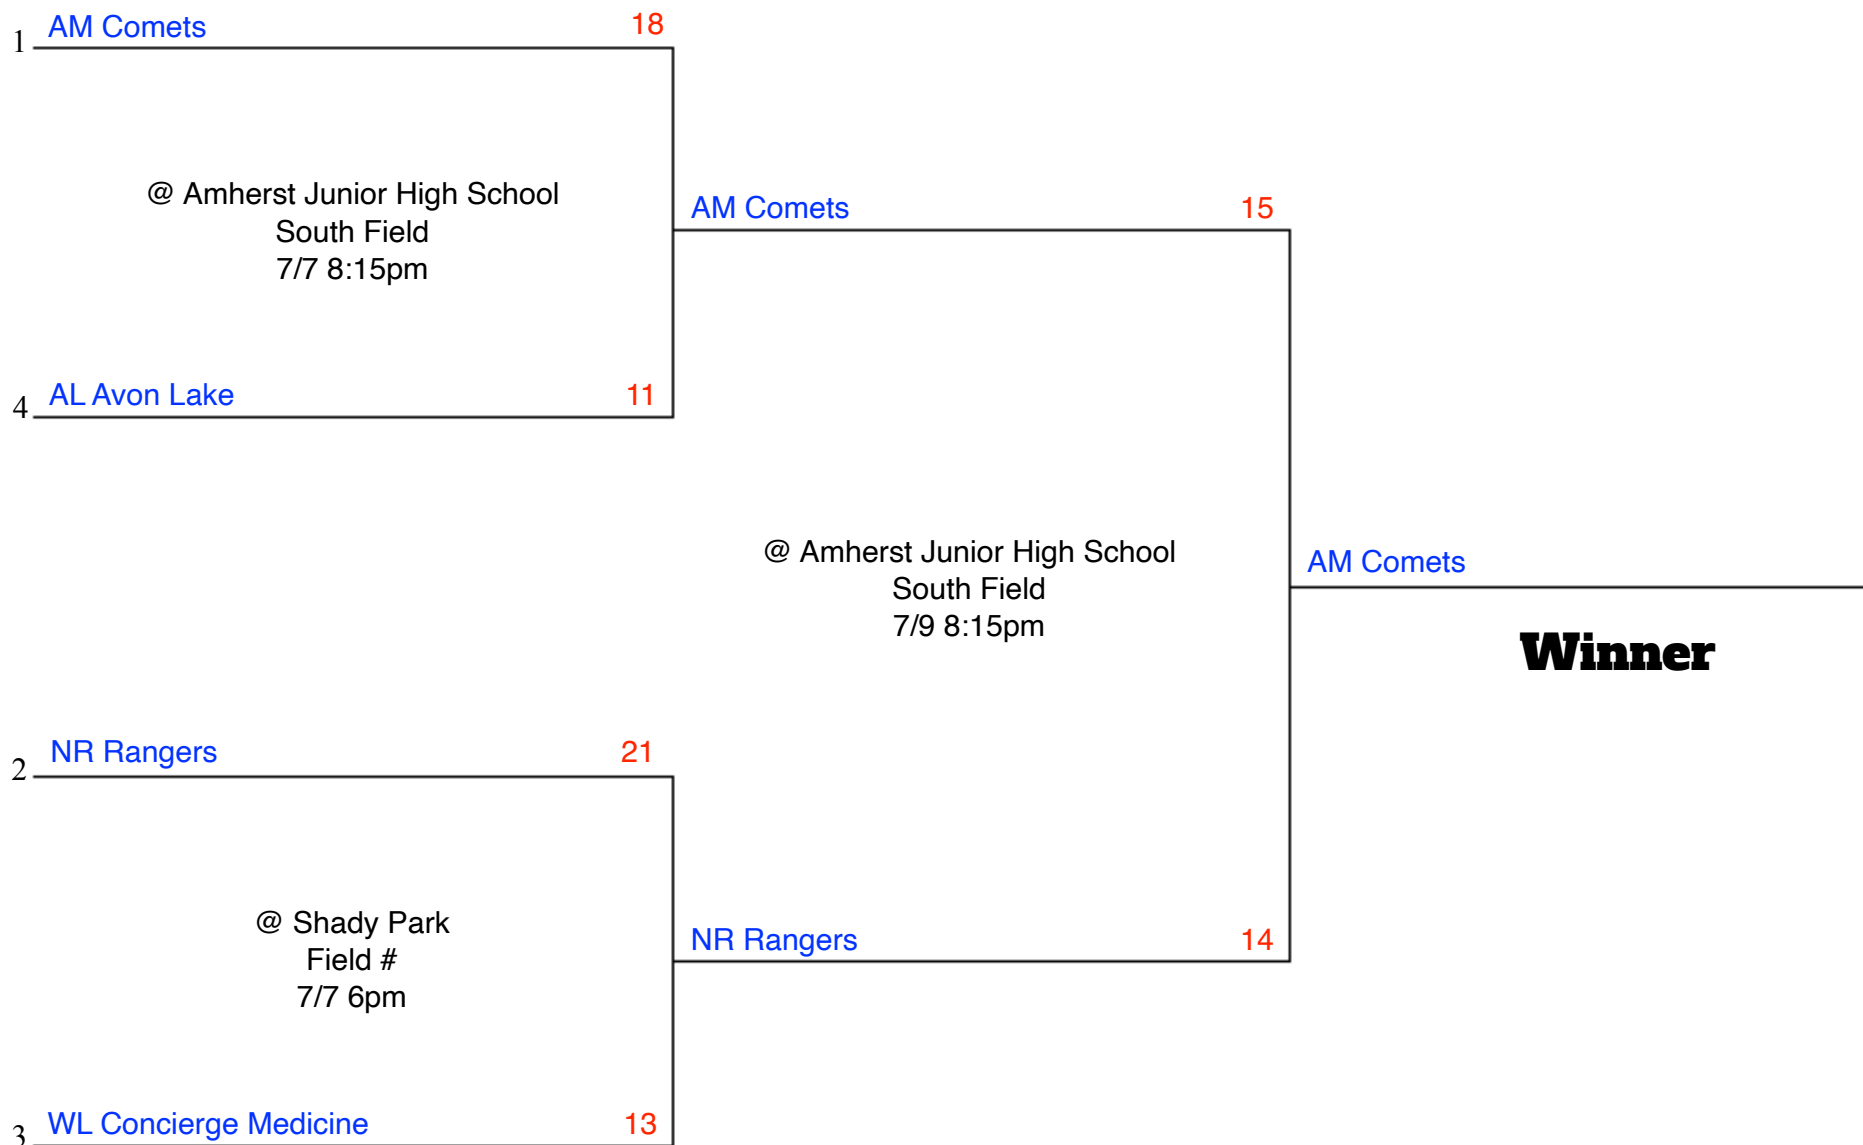 1 AM Comets 18
@ Amherst Junior High School
South Field
7/7 8:15pm
4 AL Avon Lake 11
AM Comets 15
@ Amherst Junior High School
South Field
7/9 8:15pm
AM Comets
Winner
2 NR Rangers 21
@ Shady Park
Field #
7/7 6pm
3 WL Concierge Medicine 13
NR Rangers 14